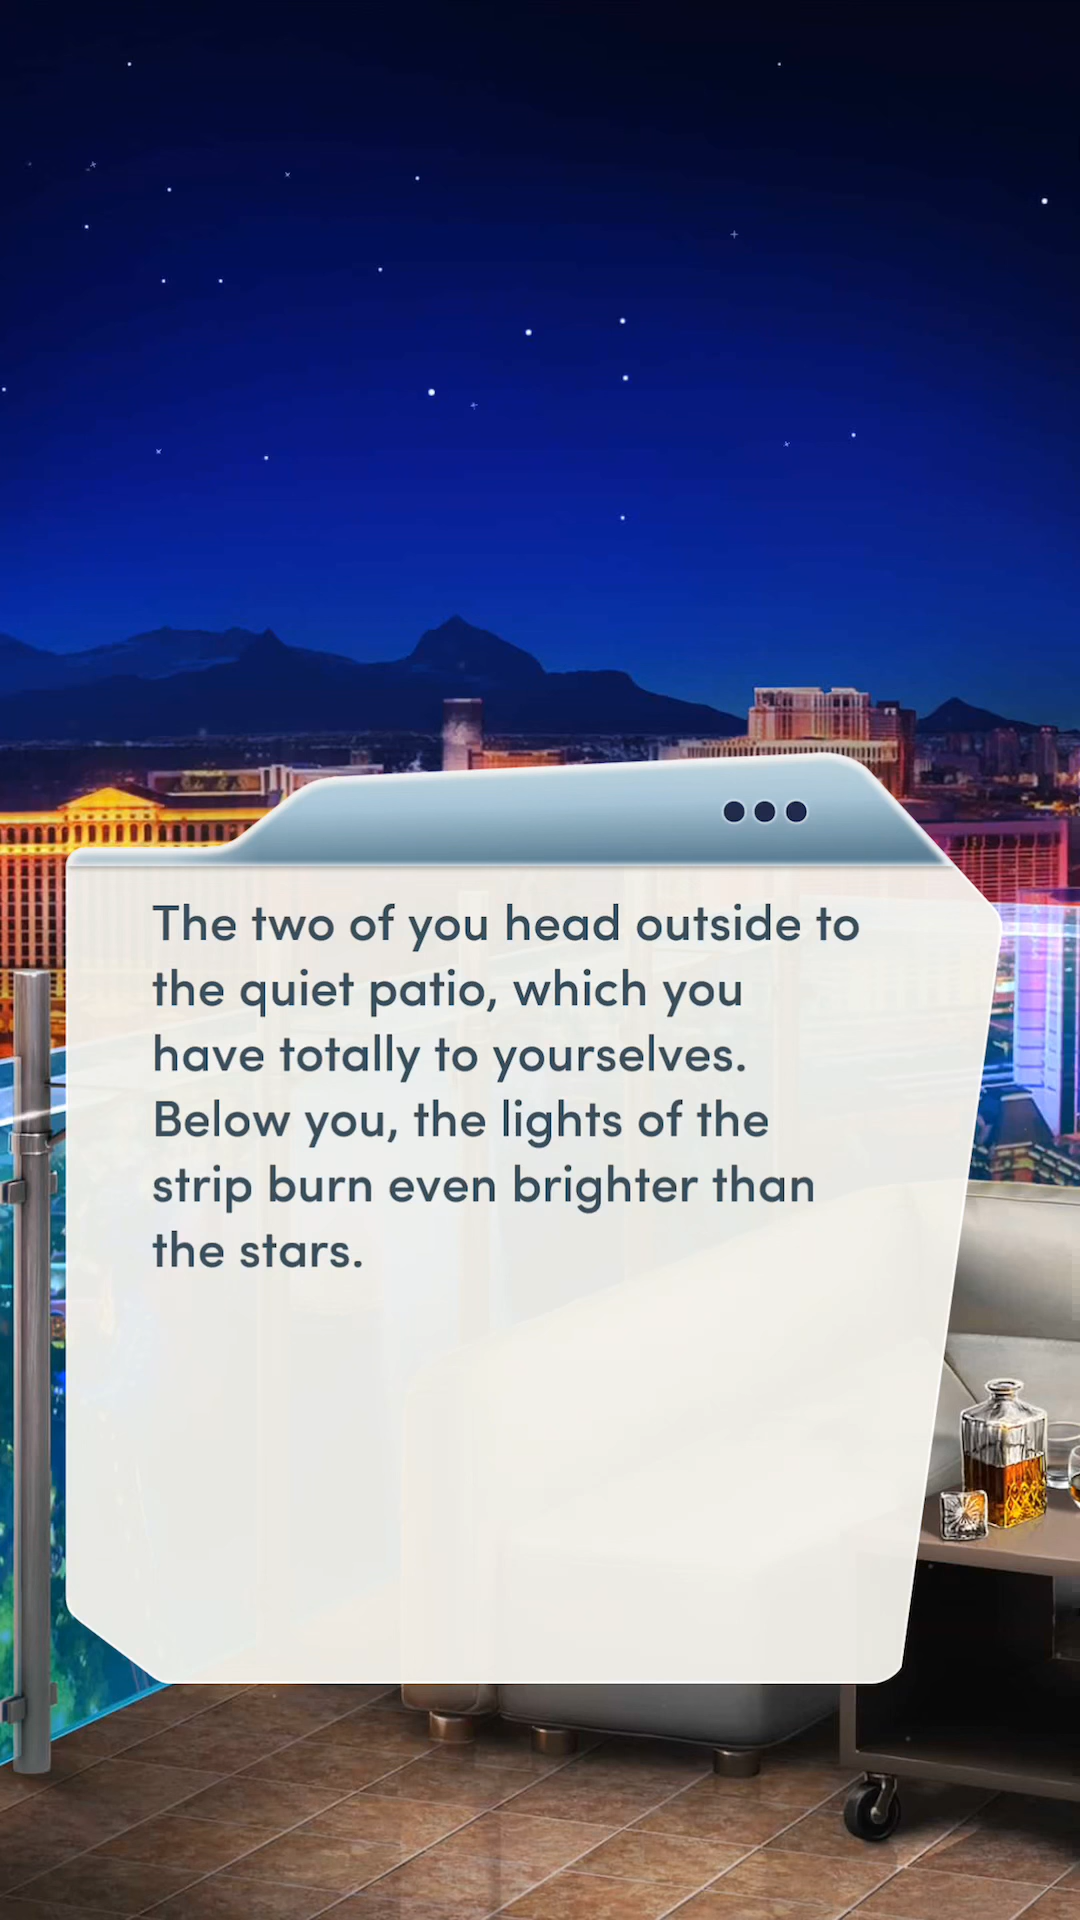 The two of you head outside to
the quiet patio, which you
have totally to yourselves.
Below you, the lights of the
strip burn even brighter than
the stars.